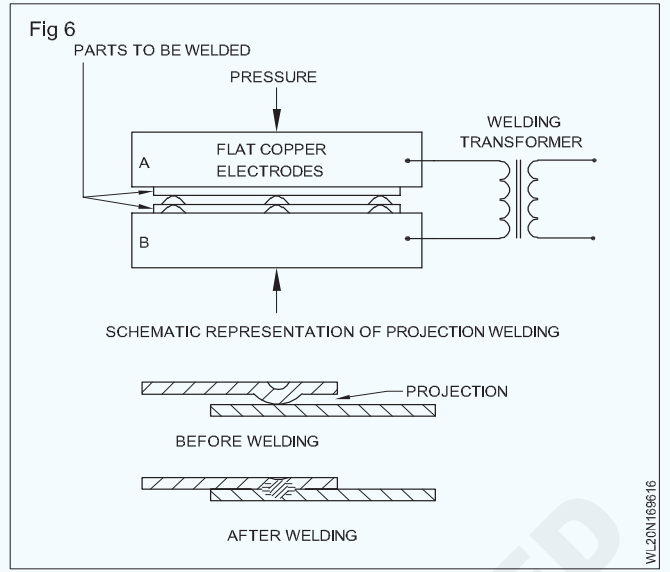 Fig 6
PARTS TO BE WELDED
PRESSURE
WELDING
TRANSFORMER
A
FLAT COPPER
ELECTRODES
B
SCHEMATIC REPRESENTATION OF PROJECTION WELDING
PROJECTION
BEFORE WELDING
AFTER WELDING
WL20N169616